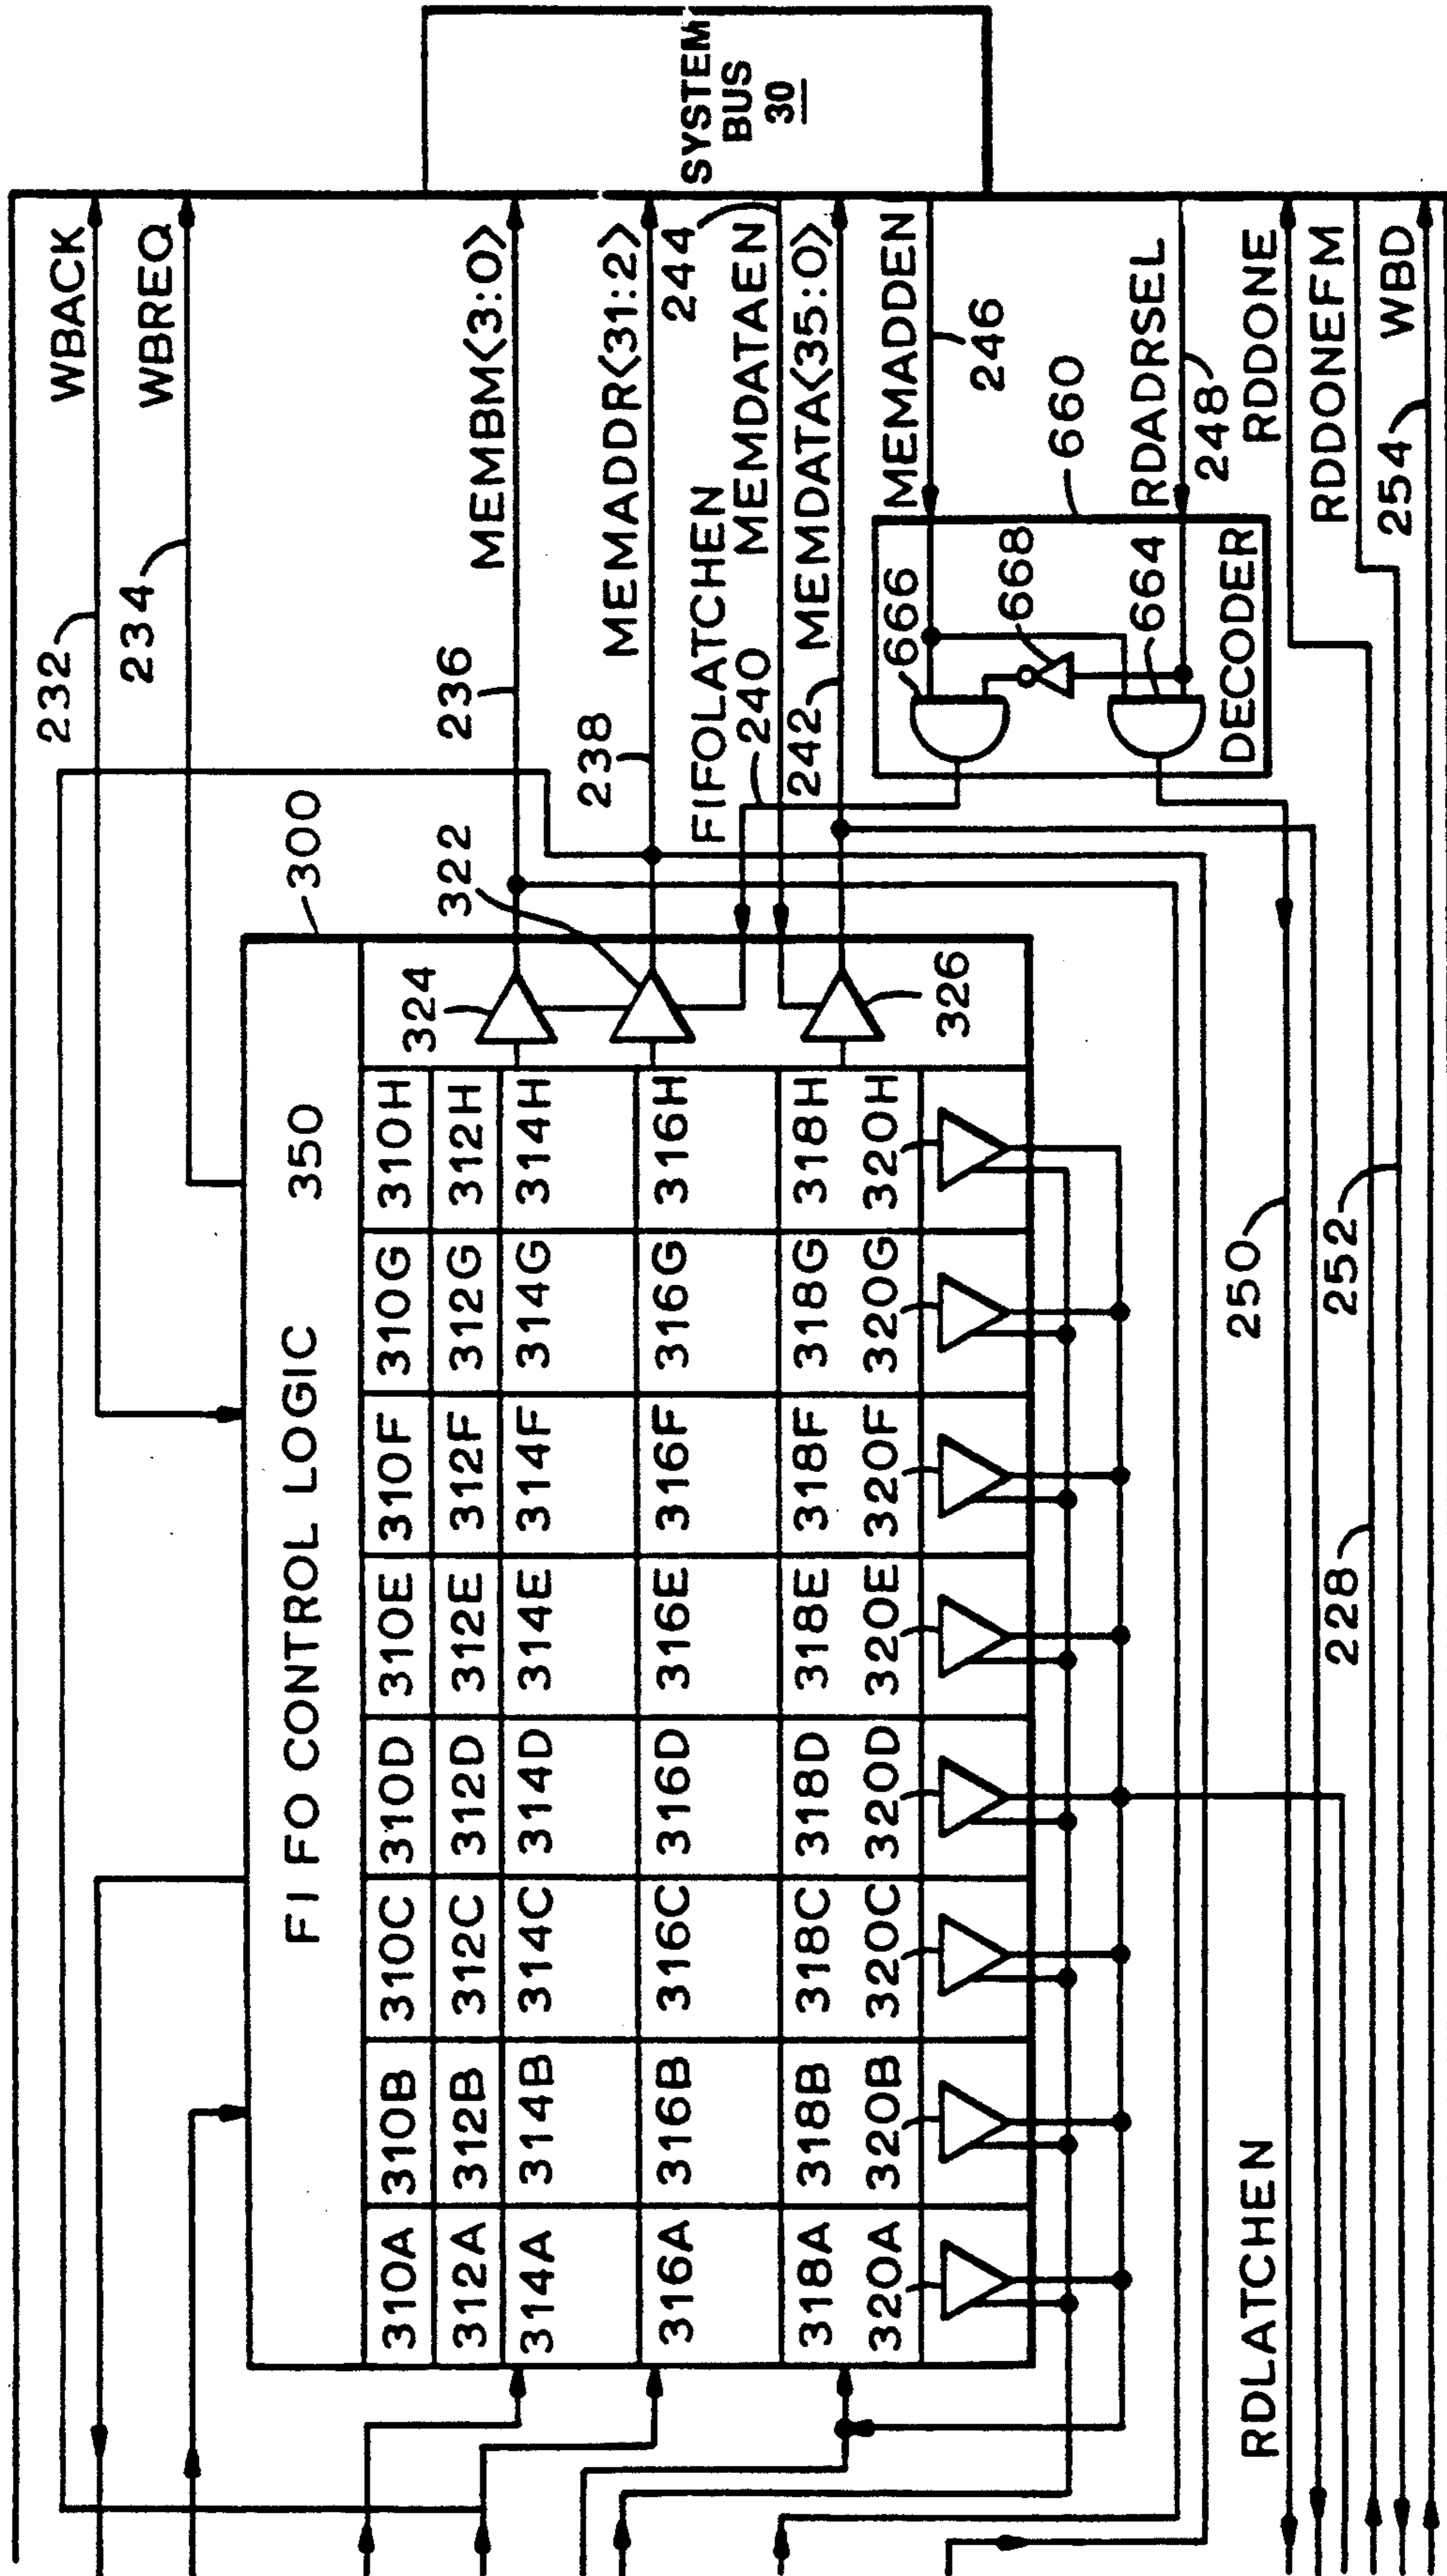 WBACK
232
WBREQ
234
SYSTEM
BUS
30
MEMBM<3:0>
236
MEMADDR<31:2>
238
FIFOLATCHEN
240
244
MEMDATAEN
MEMDATA<35:0>
242
MEMADDEN
246
666
668
660
664
DECODER
RDADRSEL
248
RDDONE
RDDONEFM
254
WBD
300
322
FIFO CONTROL LOGIC 350
324
326
310A 310B 310C 310D 310E 310F 310G 310H
312A 312B 312C 312D 312E 312F 312G 312H
314A 314B 314C 314D 314E 314F 314G 314H
316A 316B 316C 316D 316E 316F 316G 316H
318A 318B 318C 318D 318E 318F 318G 318H
320A 320B 320C 320D 320E 320F 320G 320H
RDLATCHEN
250
228
252